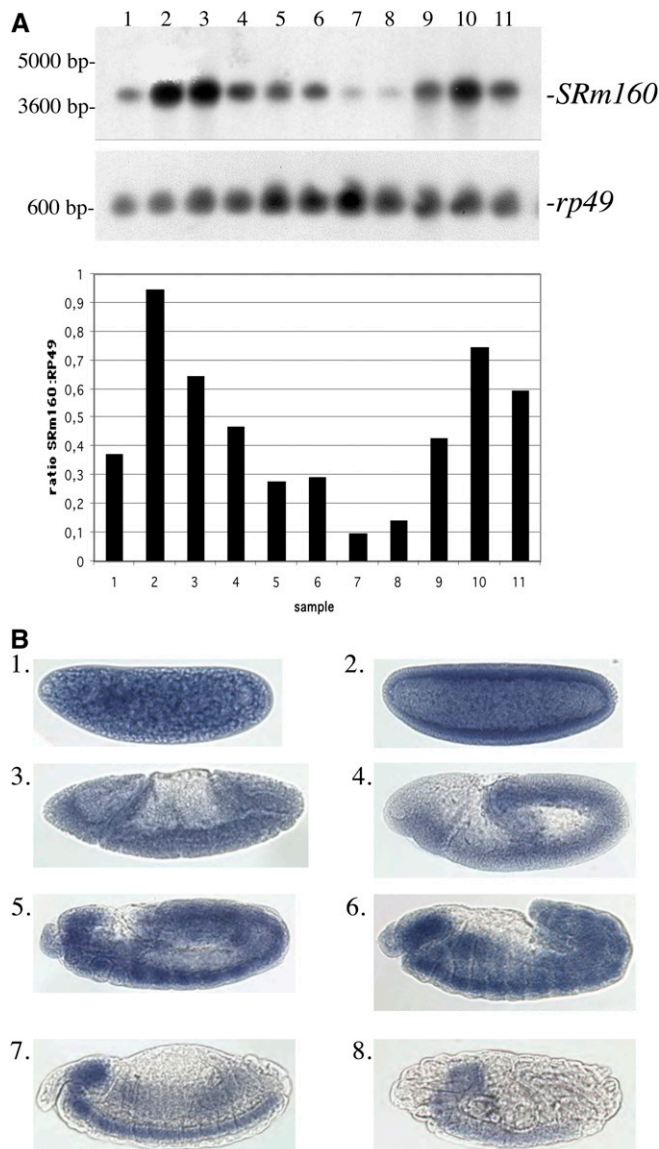 A
1 2 3 4 5 6 7 8 9 10 11
5000 bp-
3600 bp-
-SRm160
600 bp-
-rp49
ratio SRm160:RP49
1
0,9
0,8
0,7
0,6
0,5
0,4
0,3
0,2
0,1
0
1 2 3 4 5 6 7 8 9 10 11
sample
B
1. 2.
3. 4.
5. 6.
7. 8.